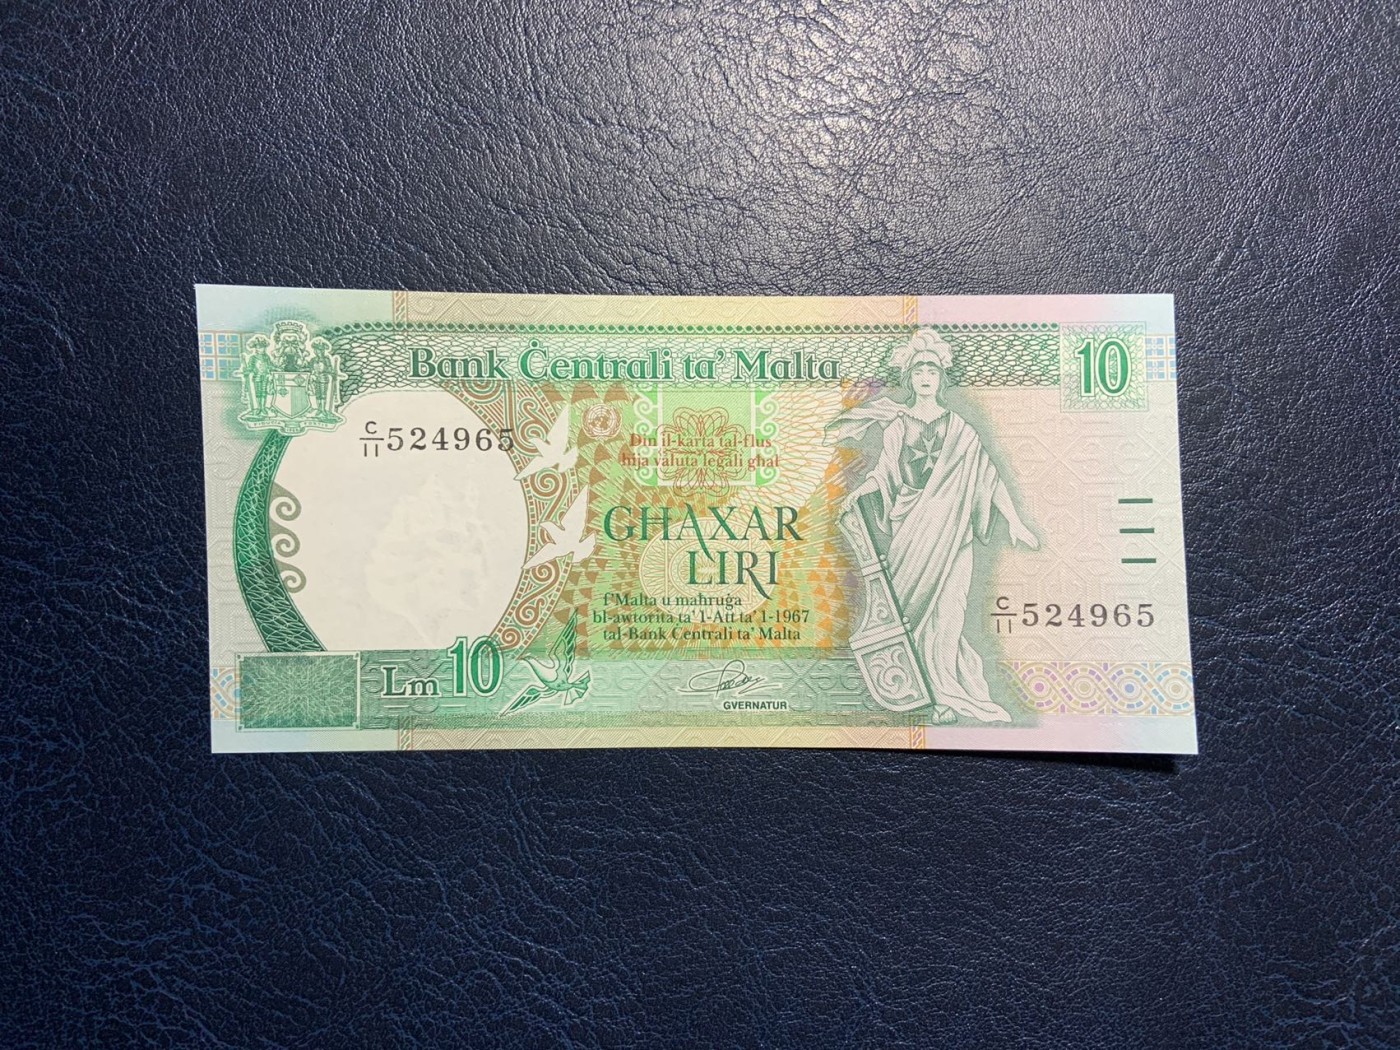 Bank Ċentrali ta' Malta
10
C/11 524965
Din il-karta tal-flus
hija valuta legali għal
GĦAXAR
LIRI
f'Malta u maħruġa
bl-awtorita ta' l-Att ta' l-1967
tal-Bank Ċentrali ta' Malta
C/11 524965
Lm 10
GVERNATUR